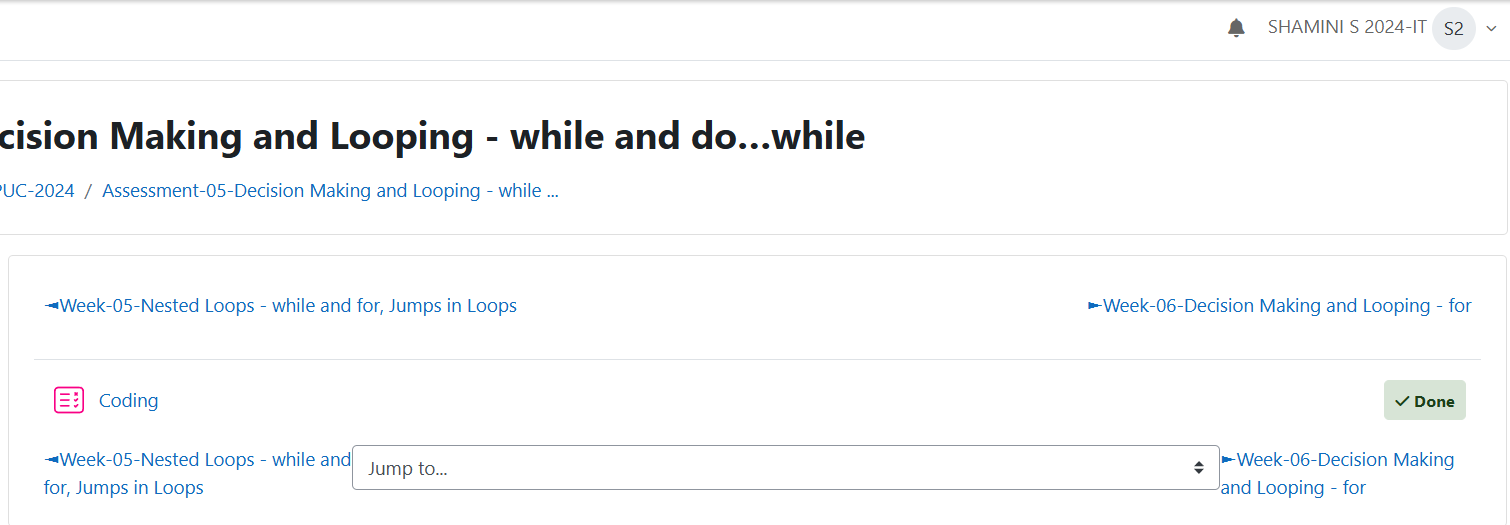 SHAMINI S 2024-IT S2
cision Making and Looping - while and do...while
PUC-2024 / Assessment-05-Decision Making and Looping - while ...
◄Week-05-Nested Loops - while and for, Jumps in Loops
►Week-06-Decision Making and Looping - for
Coding
Done
◄Week-05-Nested Loops - while and
for, Jumps in Loops
Jump to...
►Week-06-Decision Making
and Looping - for